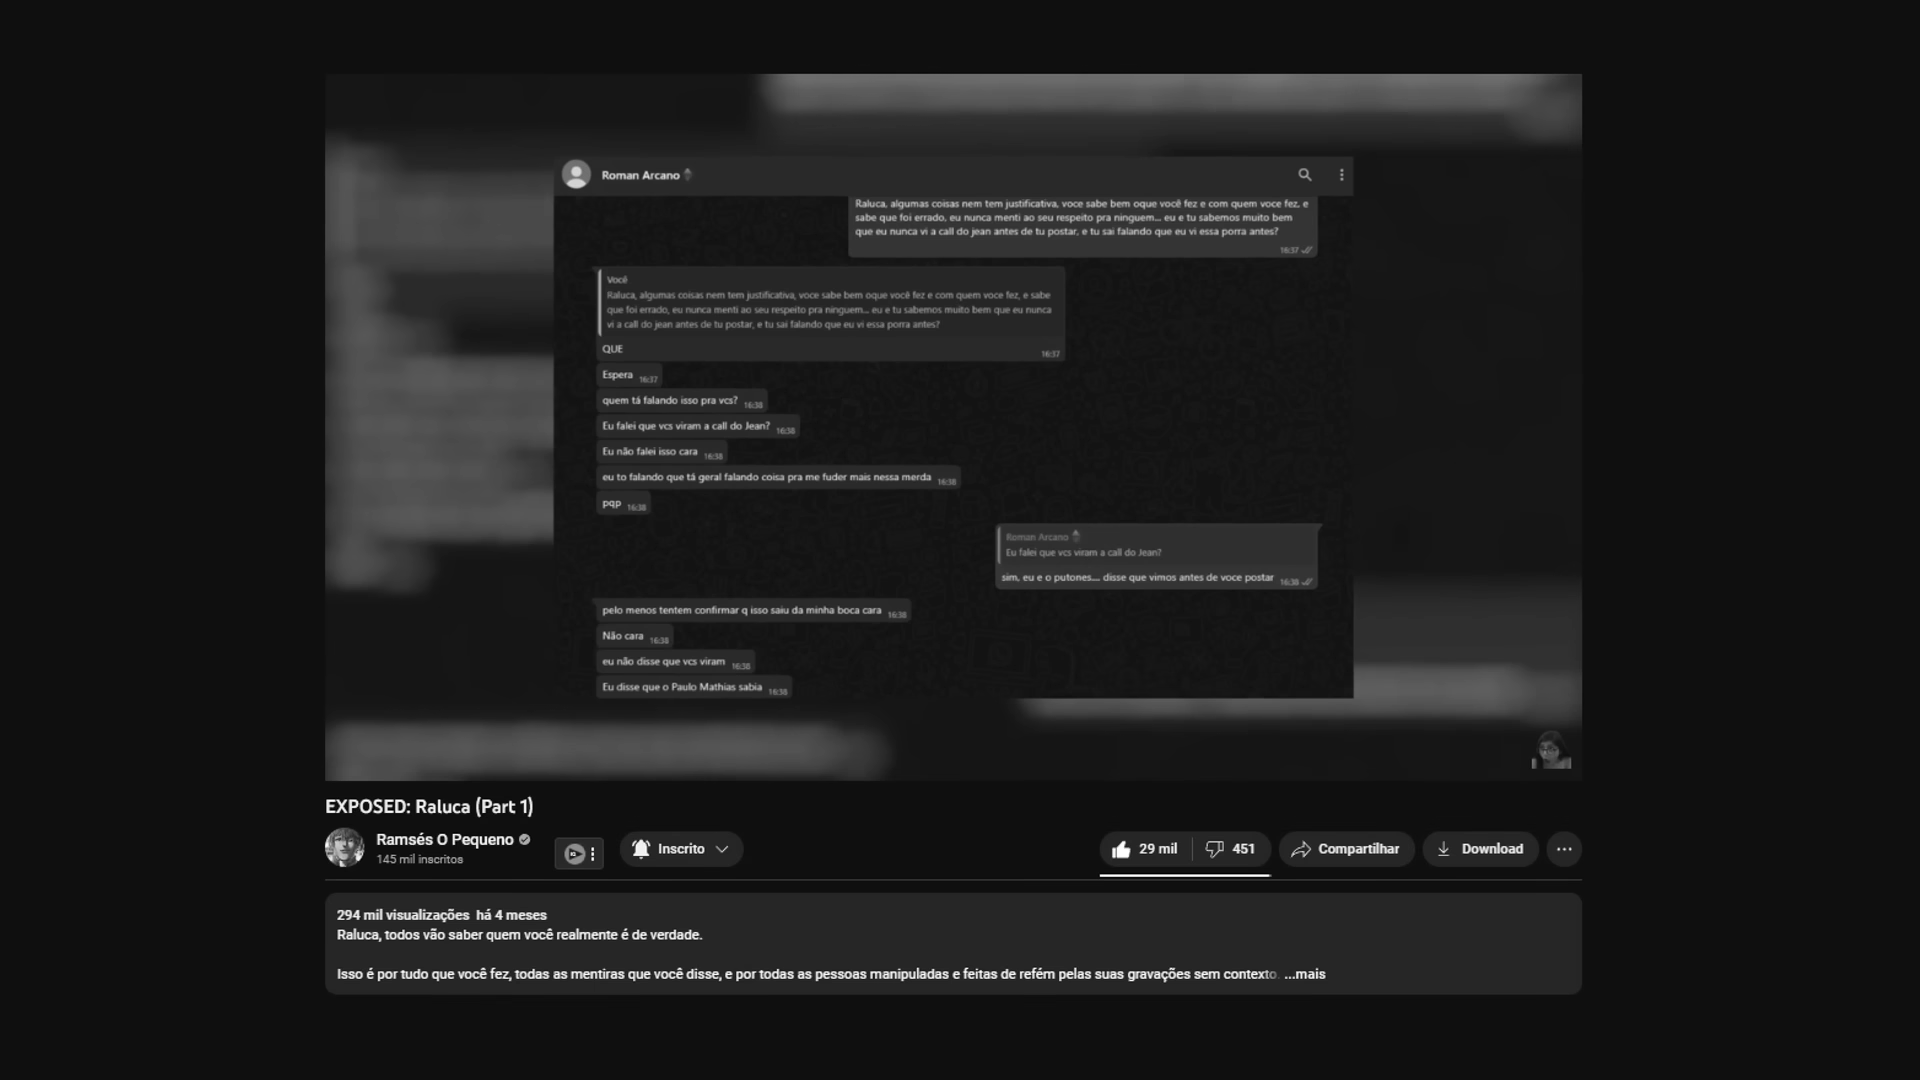 Roman Arcano
Raluca, algumas coisas nem tem justificativa, voce sabe bem oque você fez e com quem voce fez, e
sabe que foi errado, eu nunca menti ao seu respeito pra ninguem... eu e tu sabemos muito bem
que eu nunca vi a call do jean antes de tu postar, e tu sai falando que eu vi essa porra antes?
16:37
Você
Raluca, algumas coisas nem tem justificativa, voce sabe bem oque você fez e com quem voce fez, e sabe
que foi errado, eu nunca menti ao seu respeito pra ninguem... eu e tu sabemos muito bem que eu nunca
vi a call do jean antes de tu postar, e tu sai falando que eu vi essa porra antes?
QUE 16:37
Espera 16:37
quem tá falando isso pra vcs? 16:38
Eu falei que vcs viram a call do Jean? 16:38
Eu não falei isso cara 16:38
eu to falando que tá geral falando coisa pra me fuder mais nessa merda 16:38
pqp 16:38
Roman Arcano
Eu falei que vcs viram a call do Jean?
sim, eu e o putones.... disse que vimos antes de voce postar 16:38
pelo menos tentem confirmar q isso saiu da minha boca cara 16:38
Não cara 16:38
eu não disse que vcs viram 16:38
Eu disse que o Paulo Mathias sabia 16:38
EXPOSED: Raluca (Part 1)
Ramsés O Pequeno
145 mil inscritos
Inscrito
29 mil
451
Compartilhar
Download
294 mil visualizações há 4 meses
Raluca, todos vão saber quem você realmente é de verdade.
Isso é por tudo que você fez, todas as mentiras que você disse, e por todas as pessoas manipuladas e feitas de refém pelas suas gravações sem contexto. ...mais